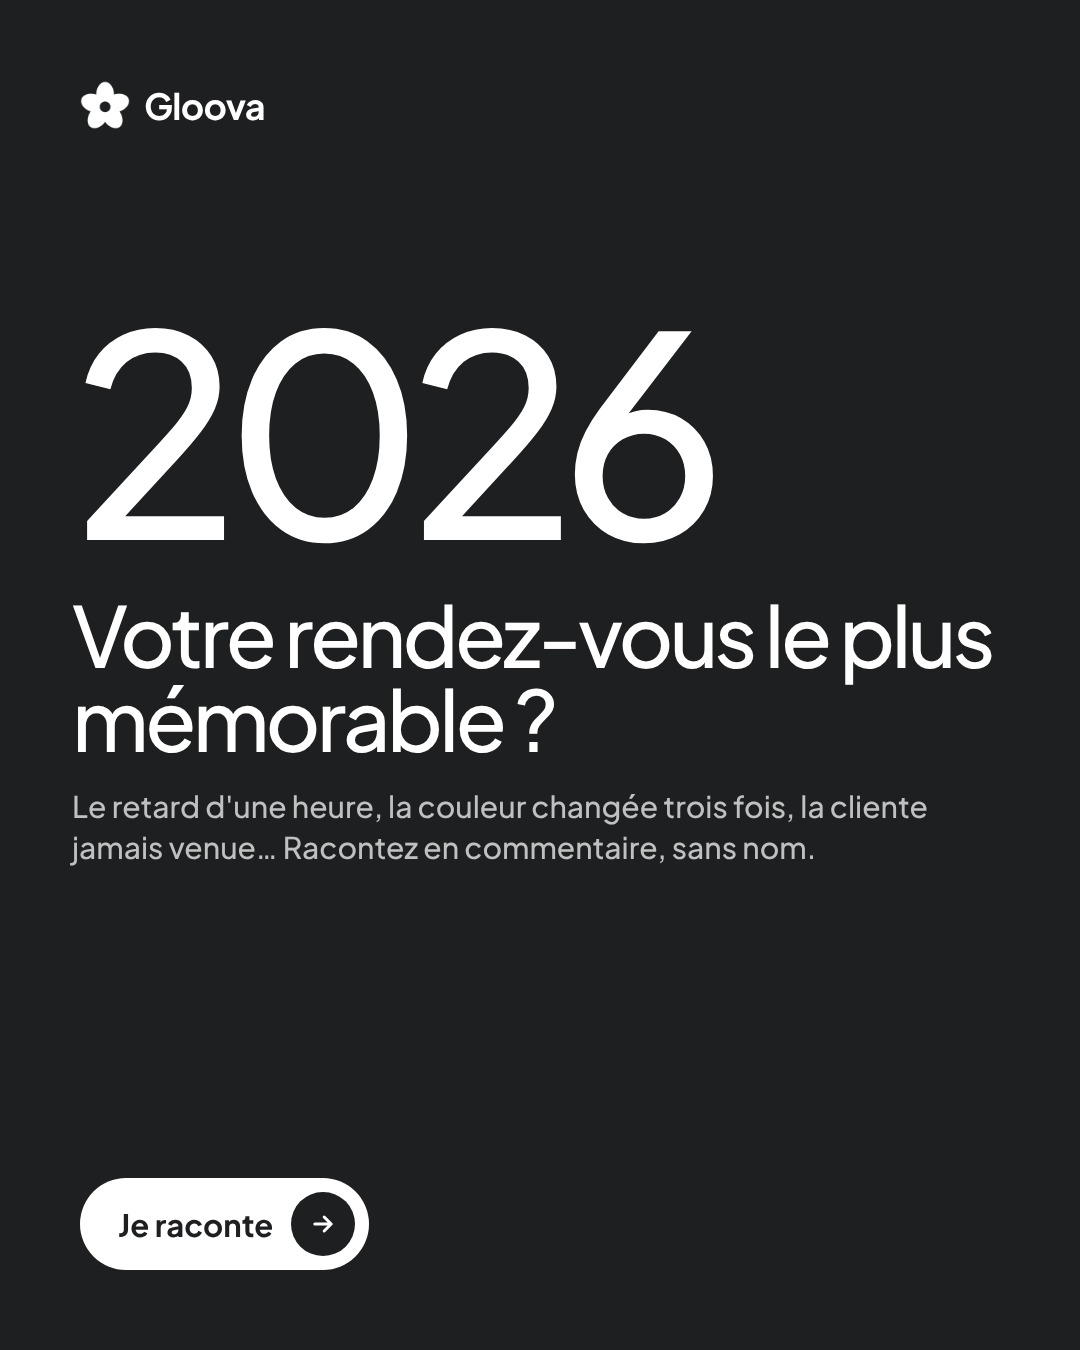 Gloova
2026
Votre rendez-vous le plus
mémorable ?
Le retard d'une heure, la couleur changée trois fois, la cliente
jamais venue… Racontez en commentaire, sans nom.
Je raconte